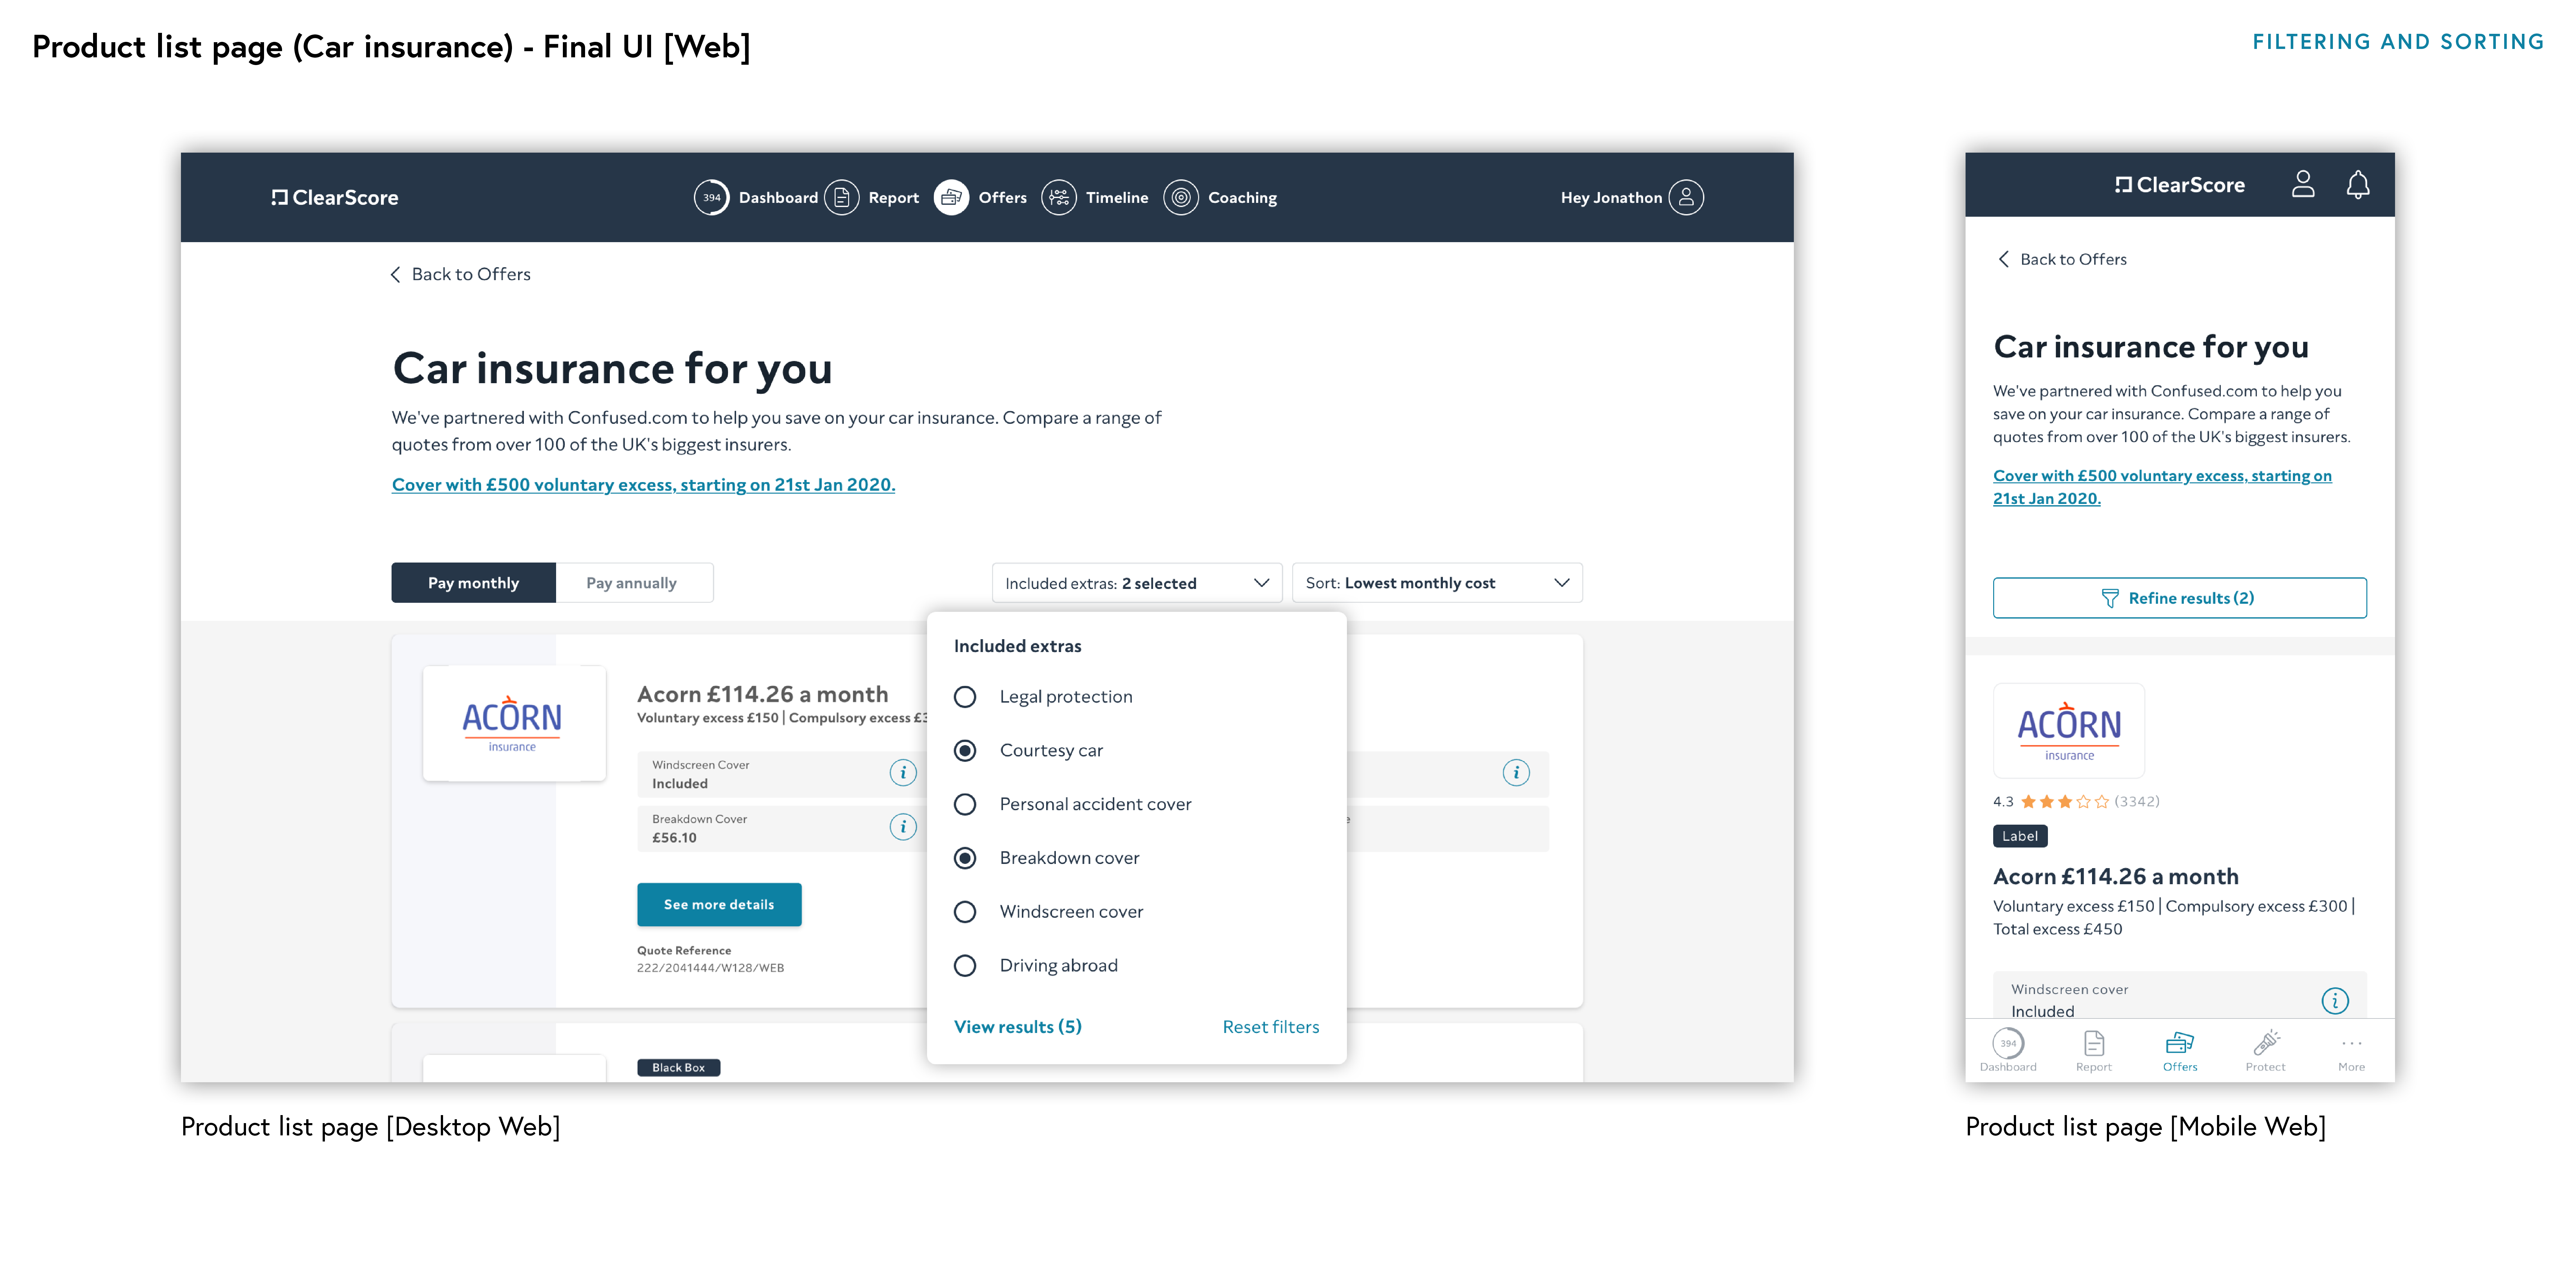 Product list page (Car insurance) - Final UI [Web]
FILTERING AND SORTING
ClearScore
394
Dashboard
Report
Offers
Timeline
Coaching
Hey Jonathon
Back to Offers
Car insurance for you
We've partnered with Confused.com to help you save on your car insurance. Compare a range of
quotes from over 100 of the UK's biggest insurers.
Cover with £500 voluntary excess, starting on 21st Jan 2020.
Pay monthly
Pay annually
Included extras: 2 selected
Sort: Lowest monthly cost
ACORN
insurance
Acorn £114.26 a month
Voluntary excess £150 | Compulsory excess £3
Windscreen Cover
Included
i
i
Breakdown Cover
£56.10
i
e
See more details
Quote Reference
222/2041444/W128/WEB
Black Box
Included extras
Legal protection
Courtesy car
Personal accident cover
Breakdown cover
Windscreen cover
Driving abroad
View results (5)
Reset filters
Product list page [Desktop Web]
ClearScore
Back to Offers
Car insurance for you
We've partnered with Confused.com to help you
save on your car insurance. Compare a range of
quotes from over 100 of the UK's biggest insurers.
Cover with £500 voluntary excess, starting on
21st Jan 2020.
Refine results (2)
ACORN
insurance
4.3
(3342)
Label
Acorn £114.26 a month
Voluntary excess £150 | Compulsory excess £300 |
Total excess £450
Windscreen cover
Included
i
394
Dashboard
Report
Offers
Protect
More
Product list page [Mobile Web]